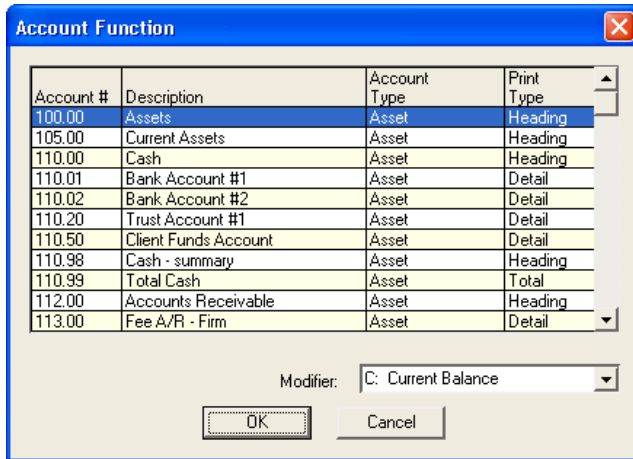 Account Function
Account Print
Account # Description Type Type
100.00 Assets Asset Heading
105.00 Current Assets Asset Heading
110.00 Cash Asset Heading
110.01 Bank Account #1 Asset Detail
110.02 Bank Account #2 Asset Detail
110.20 Trust Account #1 Asset Detail
110.50 Client Funds Account Asset Detail
110.98 Cash - summary Asset Heading
110.99 Total Cash Asset Total
112.00 Accounts Receivable Asset Heading
113.00 Fee A/R - Firm Asset Detail
Modifier: C: Current Balance
OK Cancel